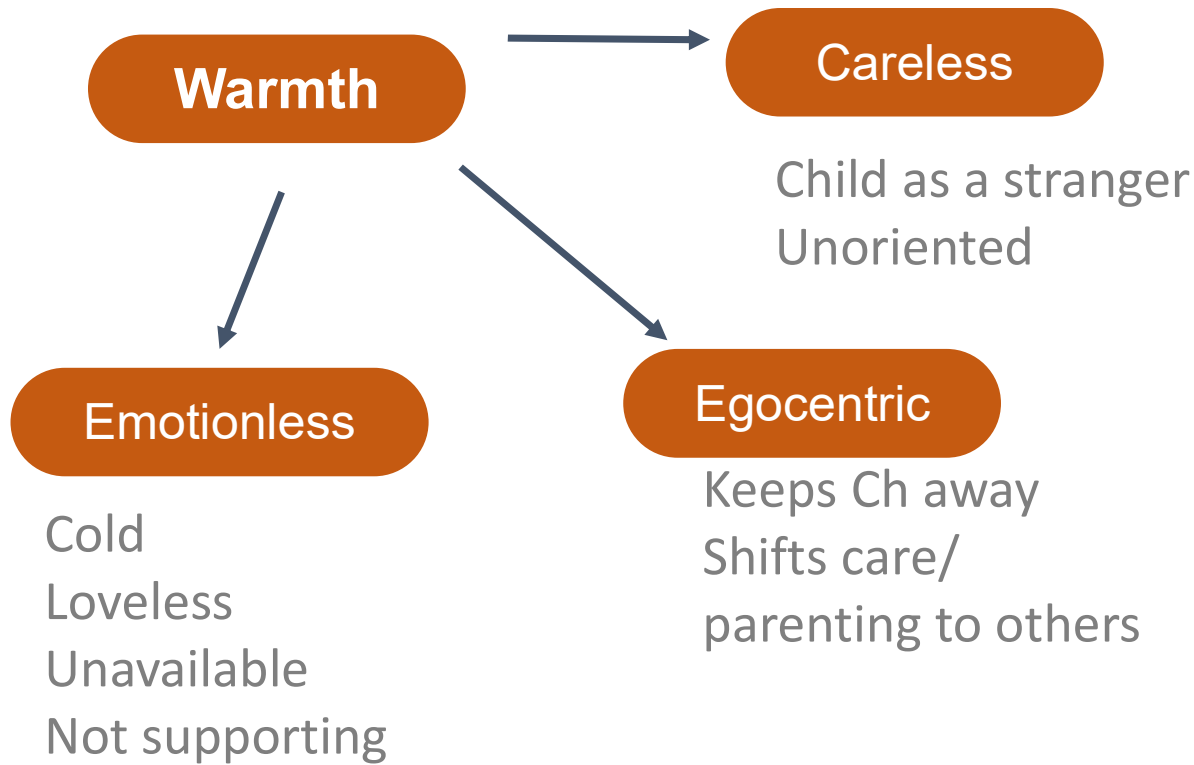 Warmth
Careless
Child as a stranger
Unoriented
Emotionless
Cold
Loveless
Unavailable
Not supporting
Egocentric
Keeps Ch away
Shifts care/
parenting to others